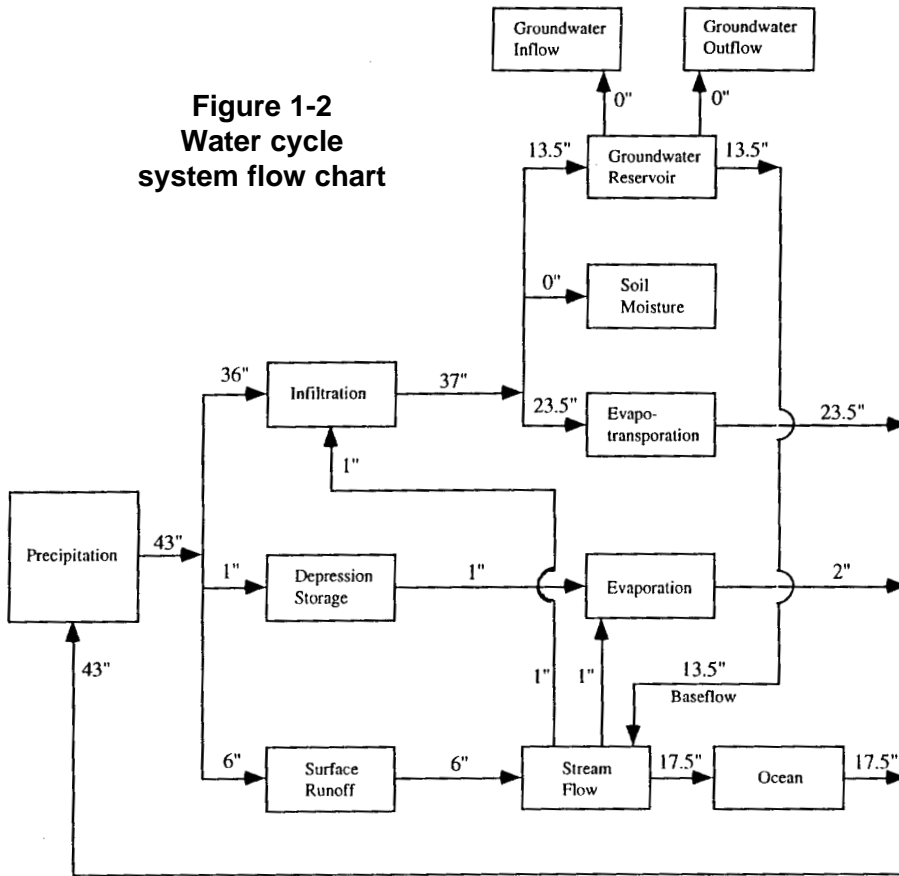 Groundwater
Inflow
Groundwater
Outflow
Figure 1-2
Water cycle
system flow chart
0"
0"
13.5"
Groundwater
Reservoir
13.5"
0"
Soil
Moisture
36"
Infiltration
37"
23.5"
Evapo-
transporation
23.5"
1"
Precipitation
43"
1"
Depression
Storage
1"
Evaporation
2"
43"
1"
1"
13.5"
Baseflow
6"
Surface
Runoff
6"
Stream
Flow
17.5"
Ocean
17.5"